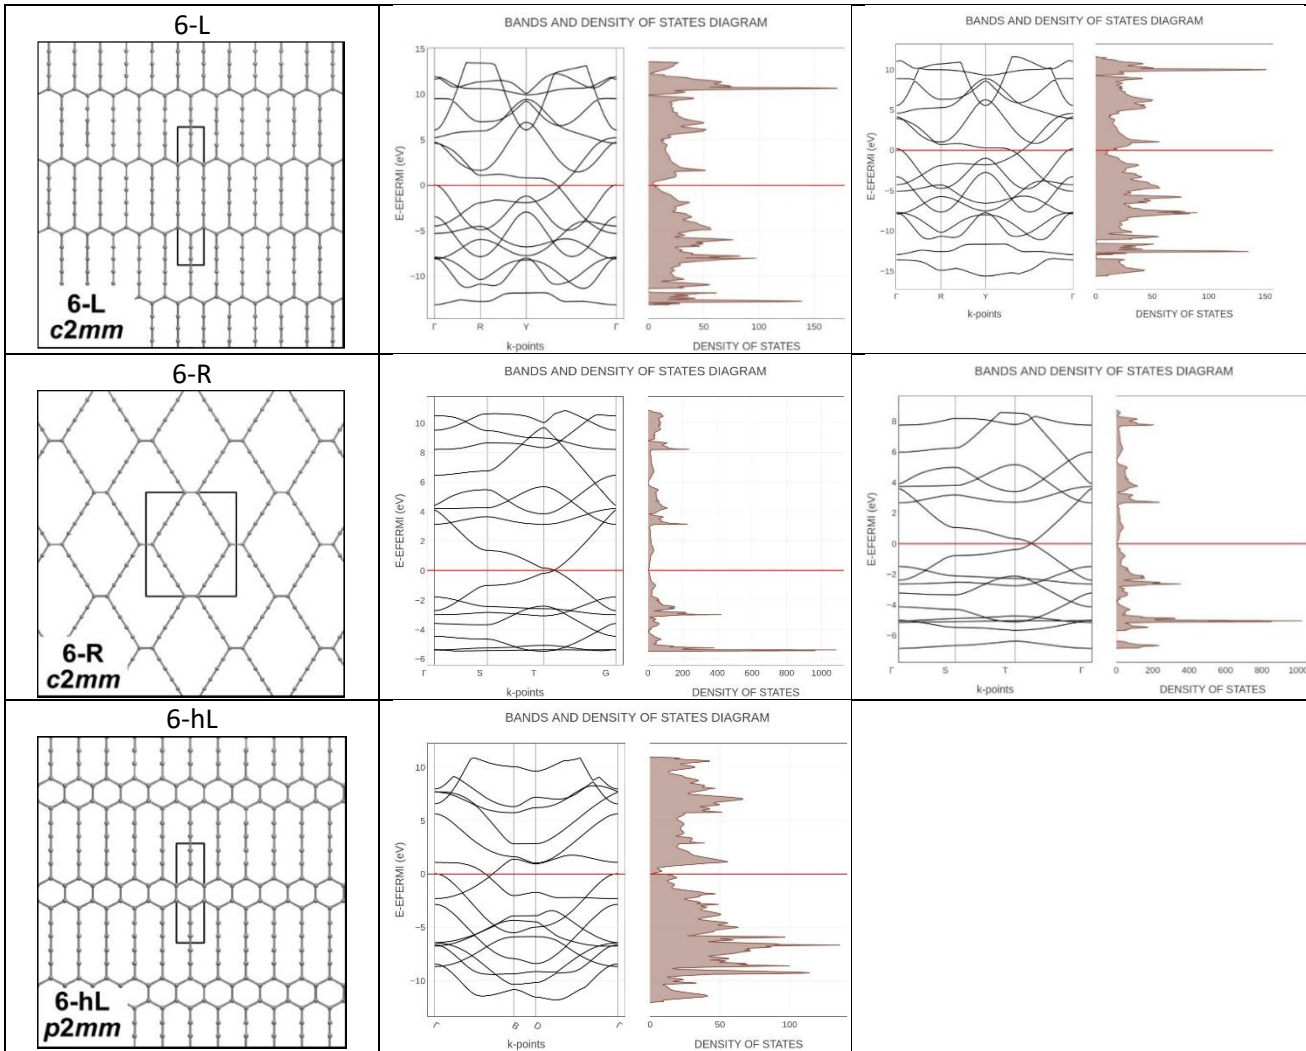 6-L
6-L
c2mm
BANDS AND DENSITY OF STATES DIAGRAM
E-EFERMI (eV)
15
10
5
0
−5
−10
Γ R Y Γ
k-points
0 50 100 150
DENSITY OF STATES
BANDS AND DENSITY OF STATES DIAGRAM
E-EFERMI (eV)
10
5
0
−5
−10
−15
Γ R Y Γ
k-points
0 50 100 150
DENSITY OF STATES
6-R
6-R
c2mm
BANDS AND DENSITY OF STATES DIAGRAM
E-EFERMI (eV)
10
8
6
4
2
0
−2
−4
−6
Γ S T G
k-points
0 200 400 600 800 1000
DENSITY OF STATES
BANDS AND DENSITY OF STATES DIAGRAM
E-EFERMI (eV)
8
6
4
2
0
−2
−4
−6
Γ S T Γ
k-points
0 200 400 600 800 1000
DENSITY OF STATES
6-hL
6-hL
p2mm
BANDS AND DENSITY OF STATES DIAGRAM
E-EFERMI (eV)
10
5
0
−5
−10
Γ B D Γ
k-points
0 50 100
DENSITY OF STATES